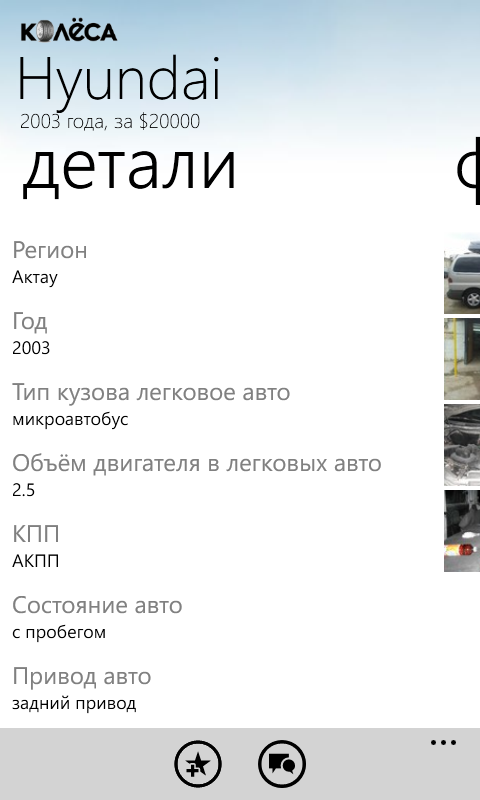 КОЛЁСА
Hyundai
2003 года, за $20000
детали
Регион
Актау
Год
2003
Тип кузова легковое авто
микроавтобус
Объём двигателя в легковых авто
2.5
КПП
АКПП
Состояние авто
с пробегом
Привод авто
задний привод